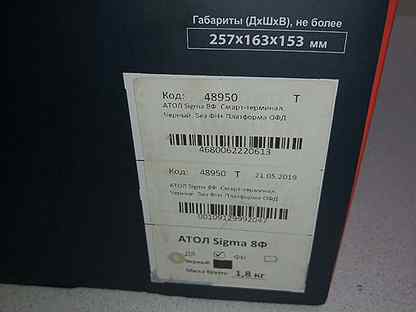 Габариты (ДхШхВ), не более
257х163х153 мм
Код: 48950 Т
АТОЛ Sigma 8Ф. Смарт-терминал.
Черный. Без ФН+ Платформа ОФД
4680062220613
Код: 48950 Т 21.05.2019
АТОЛ Sigma 8Ф. Смарт-терминал.
Черный. Без ФН+ Платформа ОФД
АТОЛ Sigma 8Ф
ФН
Черный:
Масса брутто: 1,8 кг